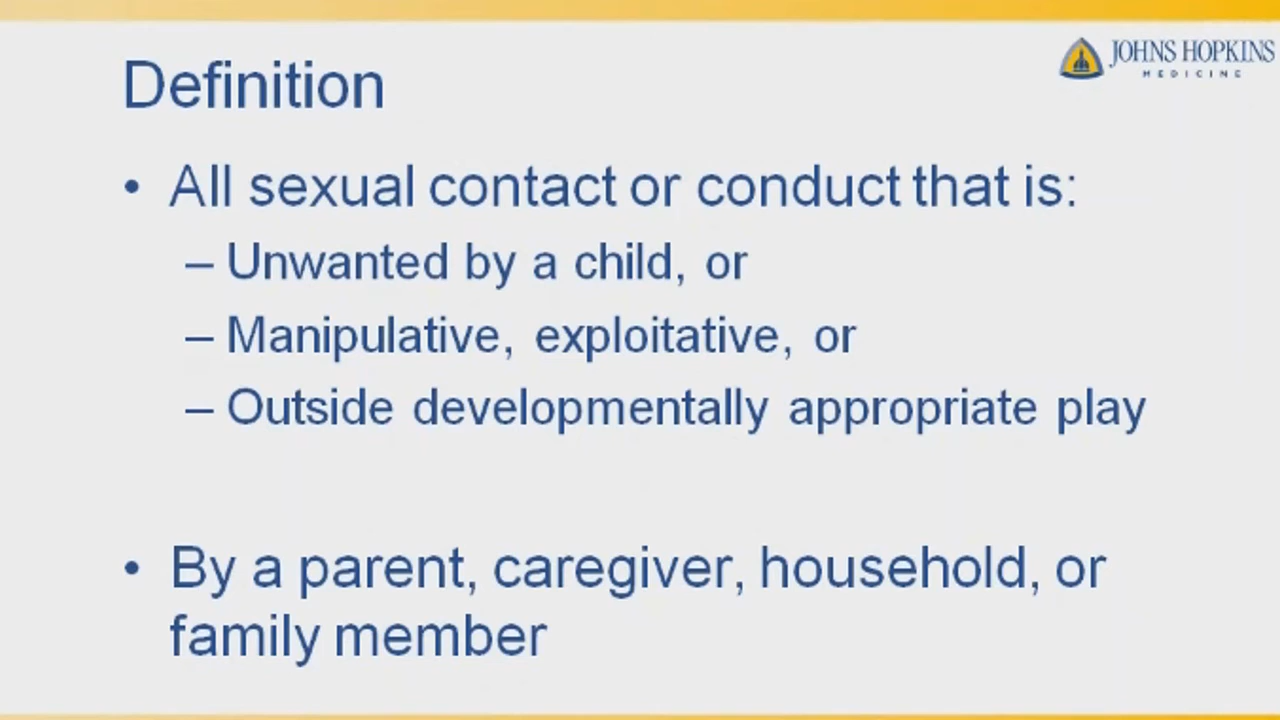 JOHNS HOPKINS
MEDICINE
Definition
• All sexual contact or conduct that is:
– Unwanted by a child, or
– Manipulative, exploitative, or
– Outside developmentally appropriate play
• By a parent, caregiver, household, or
family member